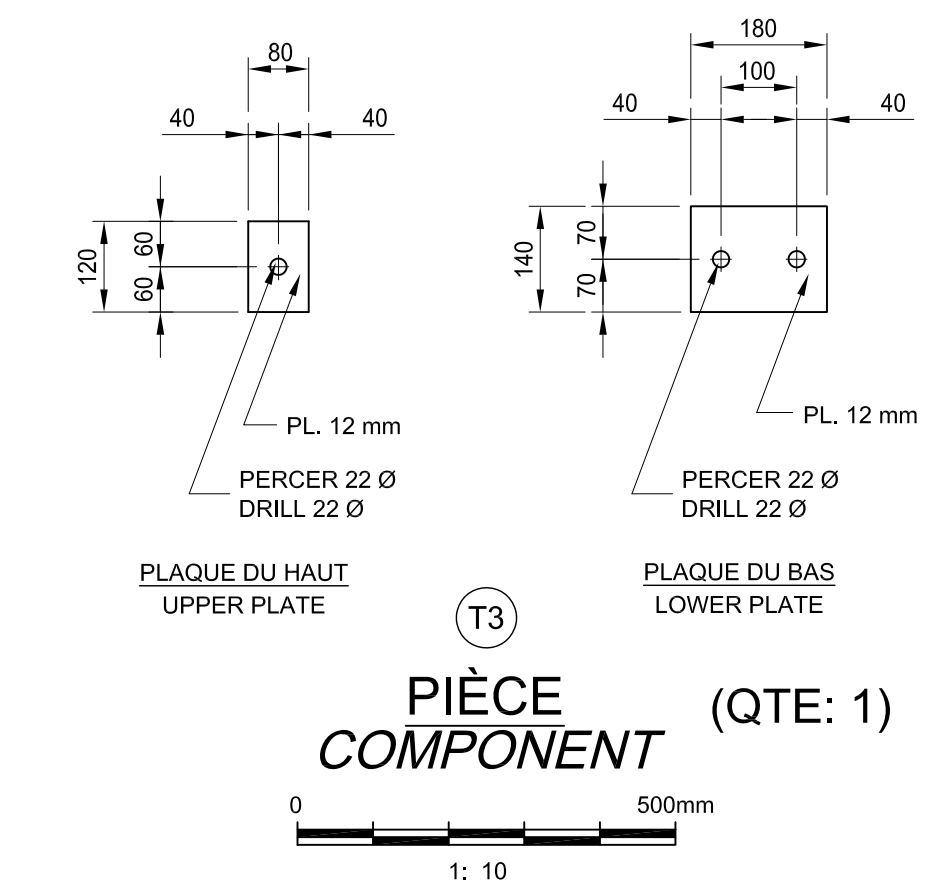 80
40
40
120
60
60
PL. 12 mm
PERCER 22 Ø
DRILL 22 Ø
PLAQUE DU HAUT
UPPER PLATE
180
100
40
40
140
70
70
PL. 12 mm
PERCER 22 Ø
DRILL 22 Ø
PLAQUE DU BAS
LOWER PLATE
T3
PIÈCE
COMPONENT
(QTE: 1)
0
500mm
1: 10